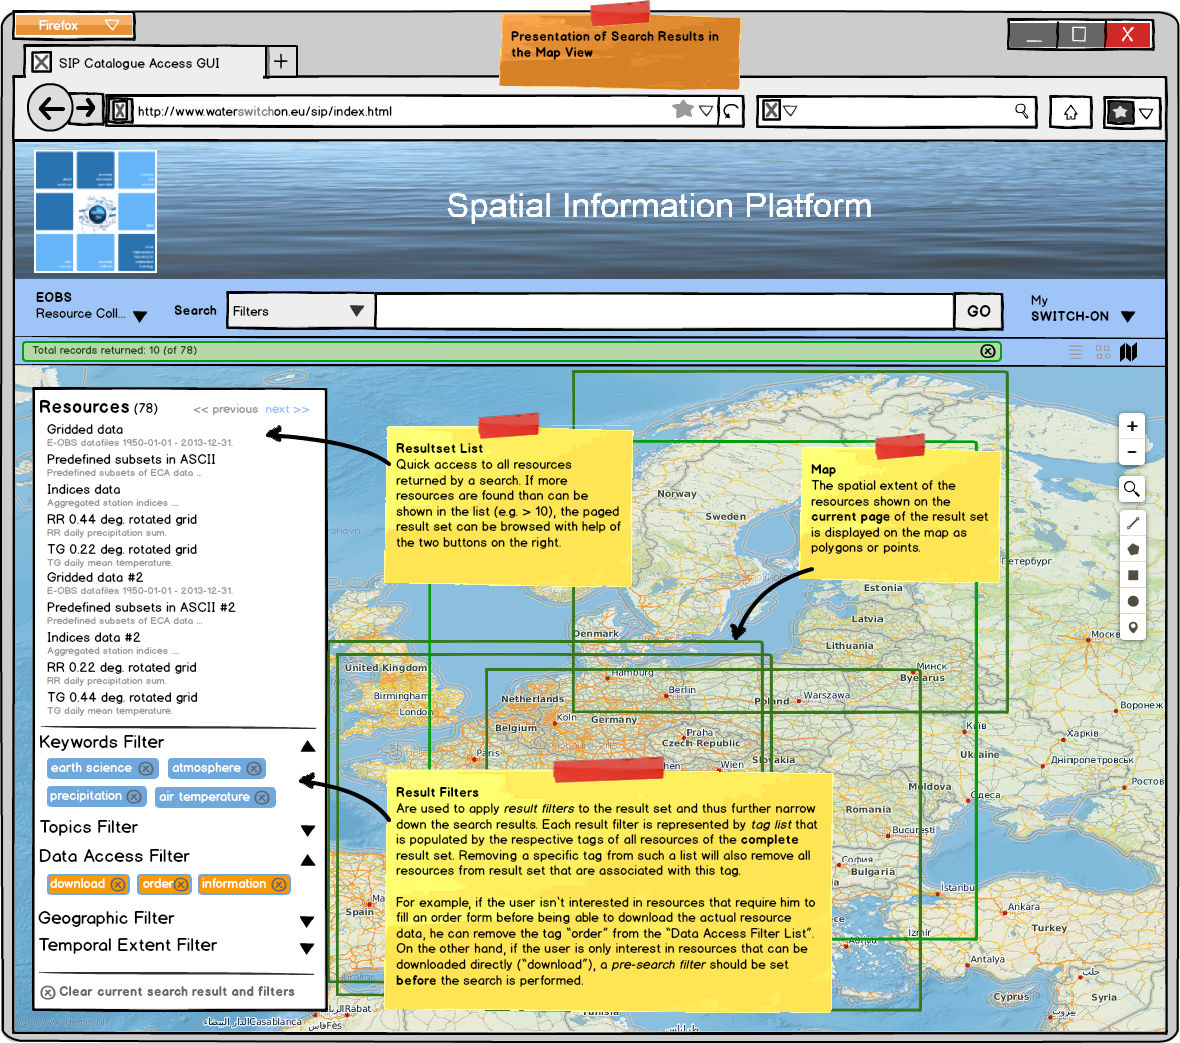 Firefox
Presentation of Search Results in
the Map View
SIP Catalogue Access GUI
+
http://www.waterswitchon.eu/sip/index.html
X
Spatial Information Platform
EOBS
Resource Coll...
Search
Filters
GO
My
SWITCH-ON
Total records returned: 10 (of 78)
Resources (78)
<< previous next >>
Gridded data
E-OBS datafiles 1950-01-01 - 2013-12-31.
Predefined subsets in ASCII
Predefined subsets of ECA data ...
Indices data
Aggregated station indices ....
RR 0.44 deg. rotated grid
RR daily precipitation sum.
TG 0.22 deg. rotated grid
TG daily mean temperature.
Gridded data #2
E-OBS datafiles 1950-01-01 - 2013-12-31.
Predefined subsets in ASCII #2
Predefined subsets of ECA data ...
Indices data #2
Aggregated station indices ....
RR 0.22 deg. rotated grid
RR daily precipitation sum.
TG 0.44 deg. rotated grid
TG daily mean temperature.
Keywords Filter
earth science
atmosphere
precipitation
air temperature
Topics Filter
Data Access Filter
download
order
information
Geographic Filter
Temporal Extent Filter
Clear current search result and filters
Resultset List
Quick access to all resources
returned by a search. If more
resources are found than can be
shown in the list (e.g. > 10), the paged
result set can be browsed with help of
the two buttons on the right.
Map
The spatial extent of the
resources shown on the
current page of the result set
is displayed on the map as
polygons or points.
Result Filters
Are used to apply result filters to the result set and thus further narrow
down the search results. Each result filter is represented by tag list that
is populated by the respective tags of all resources of the complete
result set. Removing a specific tag from such a list will also remove all
resources from result set that are associated with this tag.
For example, if the user isn't interested in resources that require him to
fill an order form before being able to download the actual resource
data, he can remove the tag "order" from the "Data Access Filter List".
On the other hand, if the user is only interest in resources that can be
downloaded directly ("download"), a pre-search filter should be set
before the search is performed.
+
−
Norway
Sweden
Estonia
Latvia
Lithuania
Denmark
United Kingdom
Birmingham
London
Netherlands
Belgium
Hamburg
Berlin
Köln
Germany
Poland
Warszawa
Минск
Byelarus
Москв
Воронеж
Praha
Czech Republic
Paris
Wien
Slovakia
Київ
Ukraine
Харків
Дніпропетровськ
Ростов
Moldova
Одеса
Romania
București
София
Bulgaria
İstanbu
Ankara
Turkey
İzmir
Antalya
Αθήνα
Cyprus
Syria
حلب
بيروت
Spain
Ma
Rabat
Casablanca
Fès
طرابلس